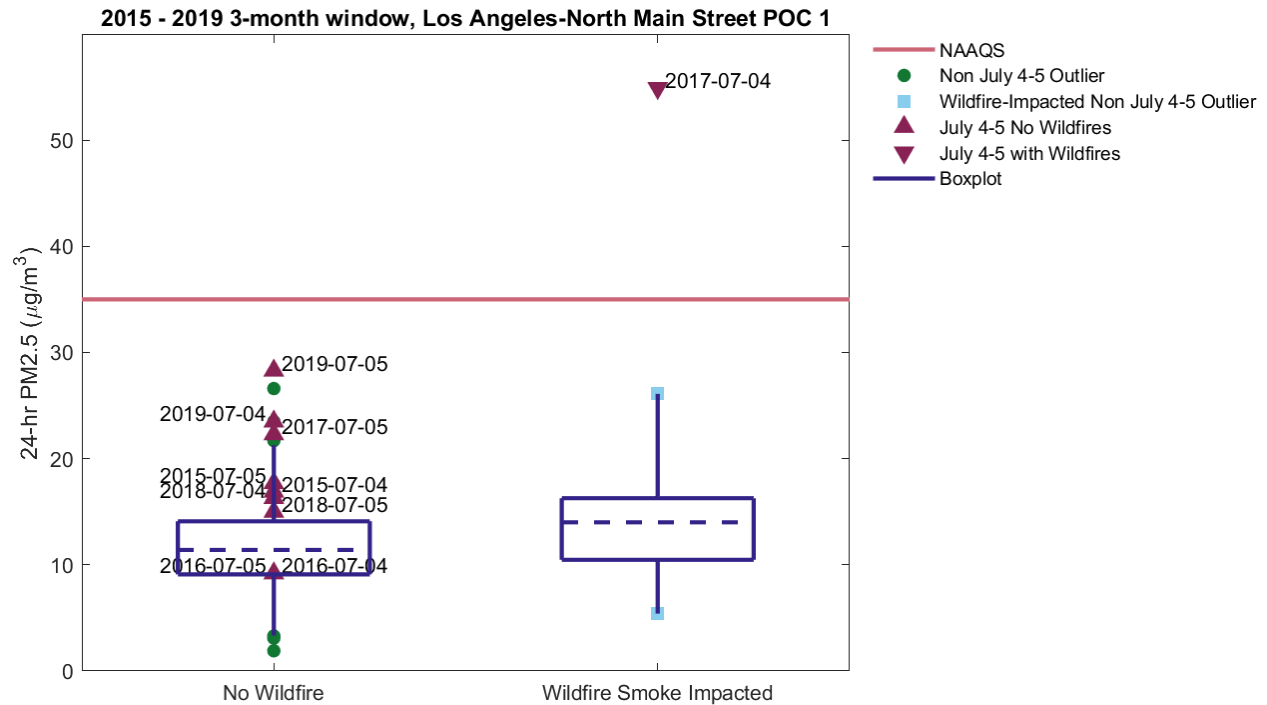 2015 - 2019 3-month window, Los Angeles-North Main Street POC 1
24-hr PM2.5 (μg/m³)
50
40
30
20
10
0
2017-07-04
2019-07-05
2019-07-04
2017-07-05
2015-07-05
2015-07-04
2018-07-04
2018-07-05
2016-07-05
2016-07-04
No Wildfire
Wildfire Smoke Impacted
NAAQS
Non July 4-5 Outlier
Wildfire-Impacted Non July 4-5 Outlier
July 4-5 No Wildfires
July 4-5 with Wildfires
Boxplot